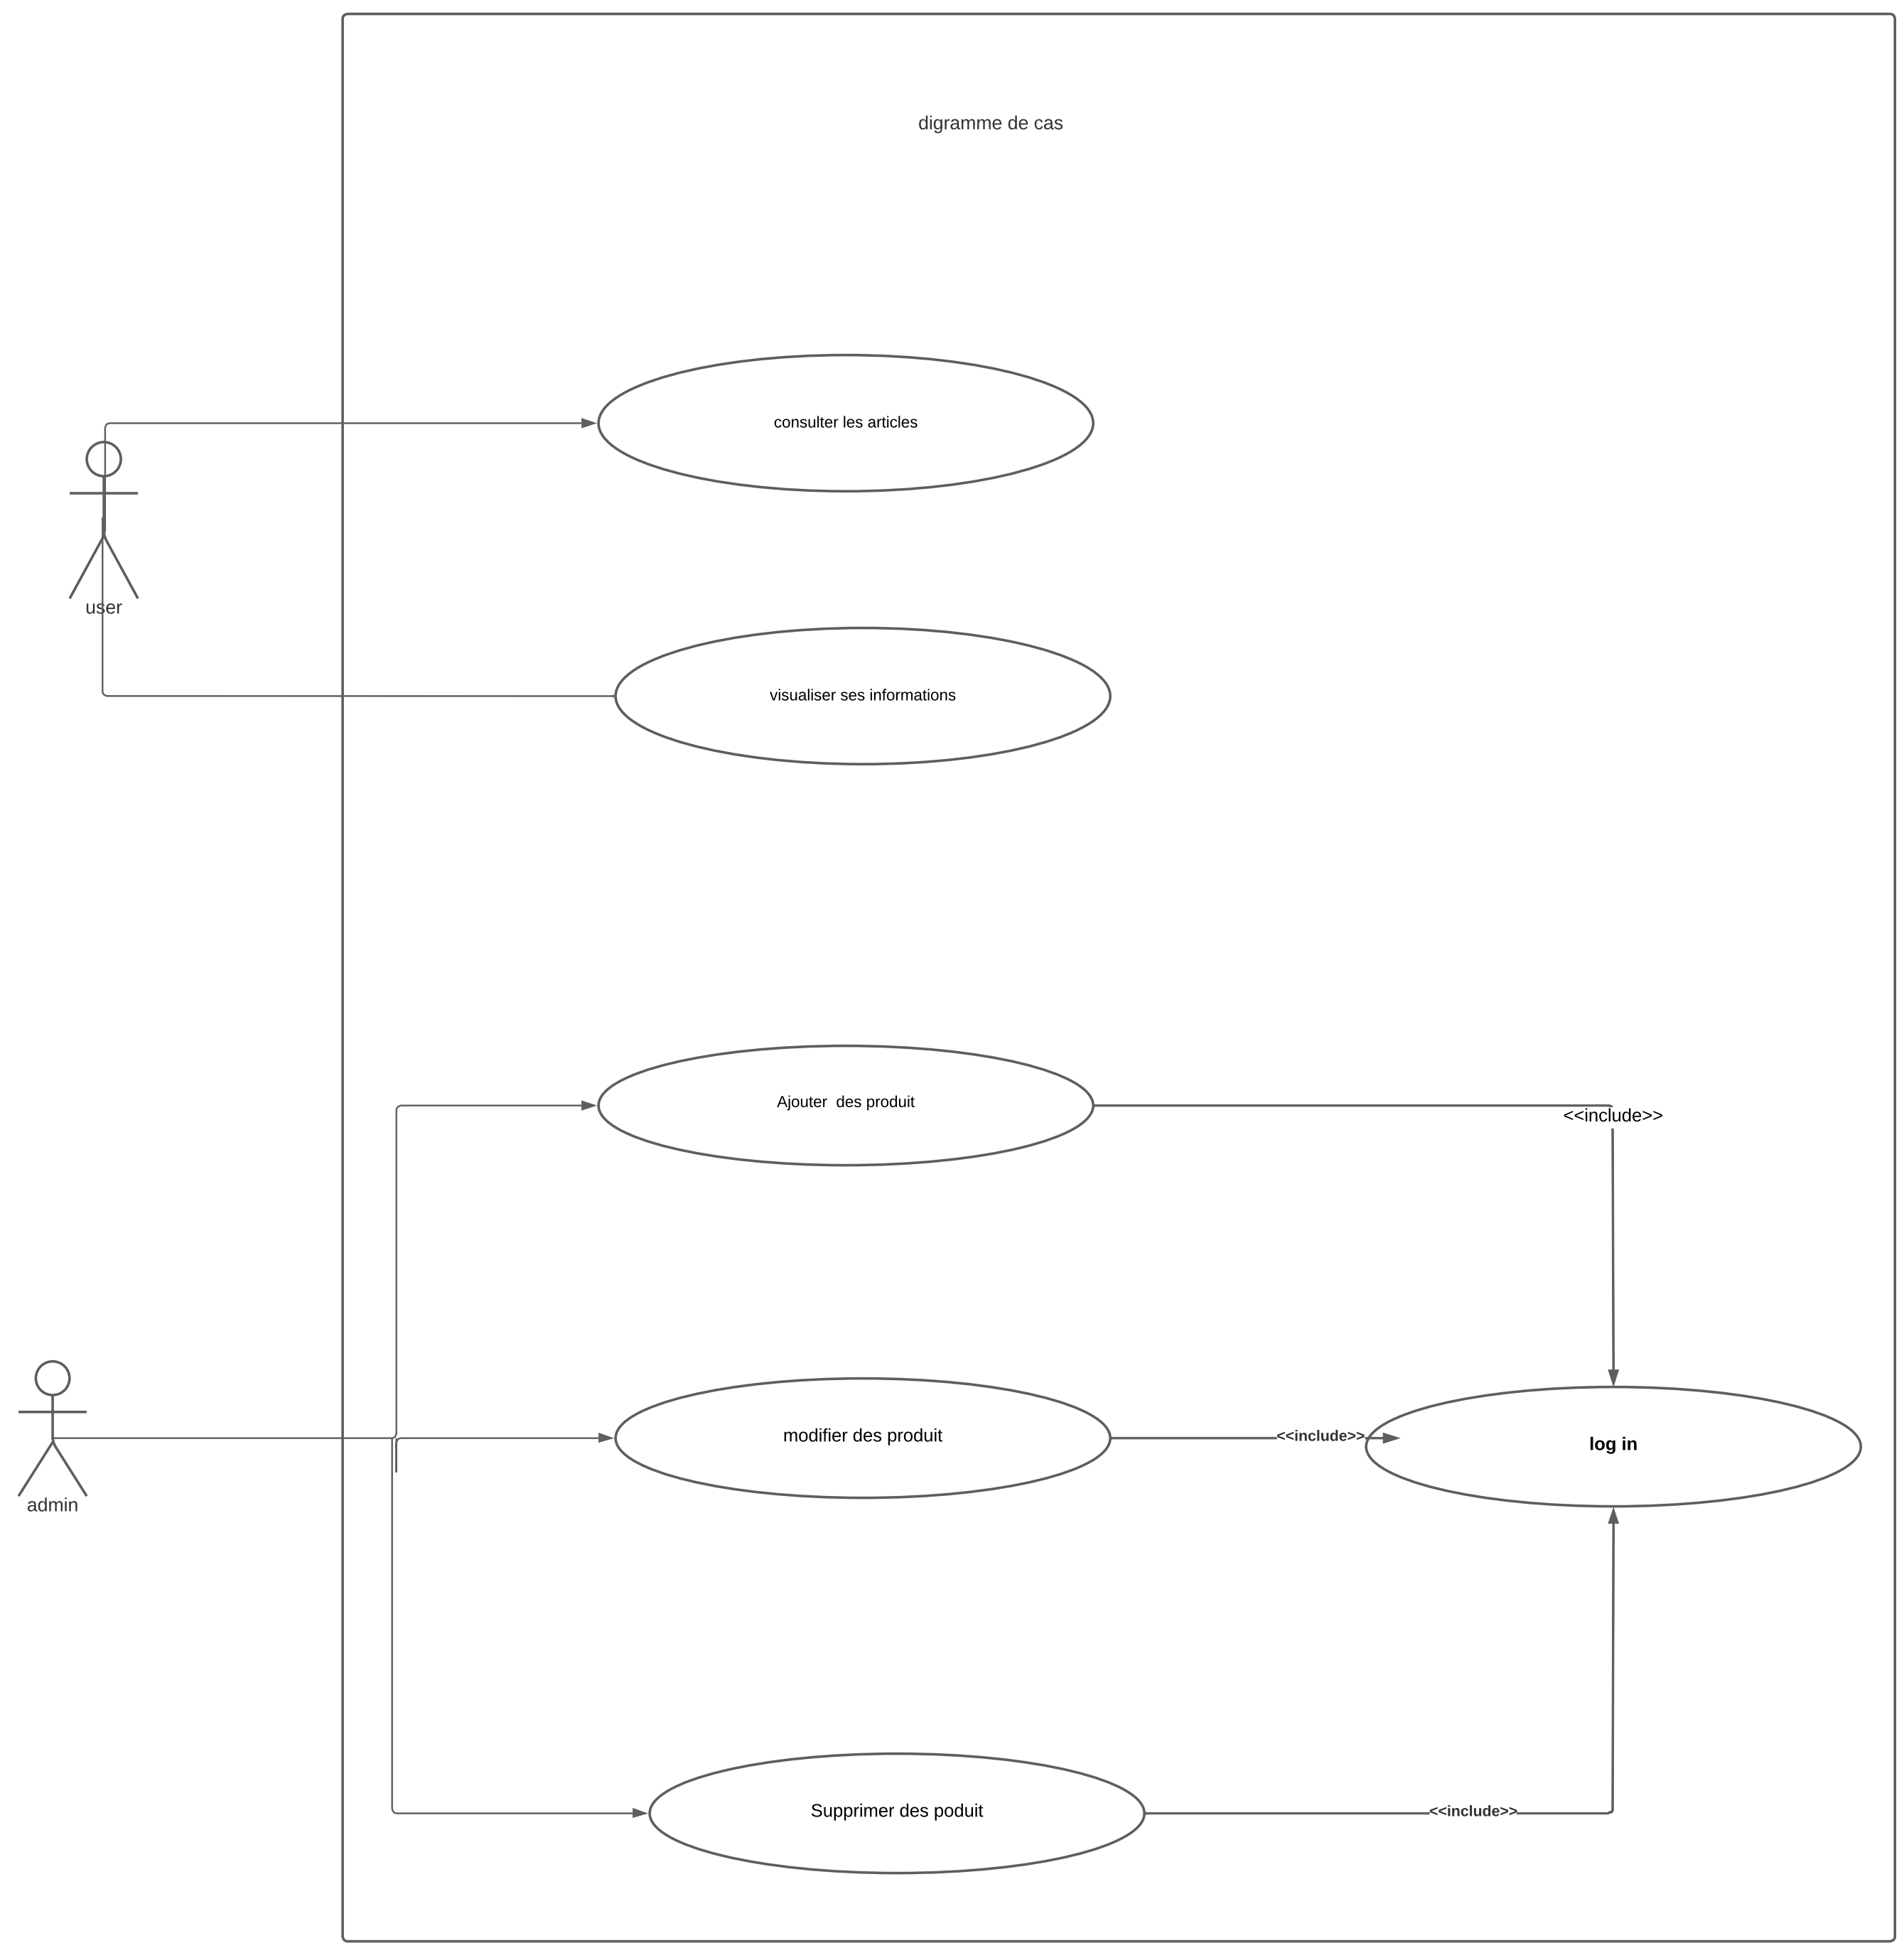 digramme de cas
consulter les articles
user
visualiser ses informations
Ajouter  des produit
<<include>>
modifier des produit
<<include>>
log in
admin
Supprimer des poduit
<<include>>